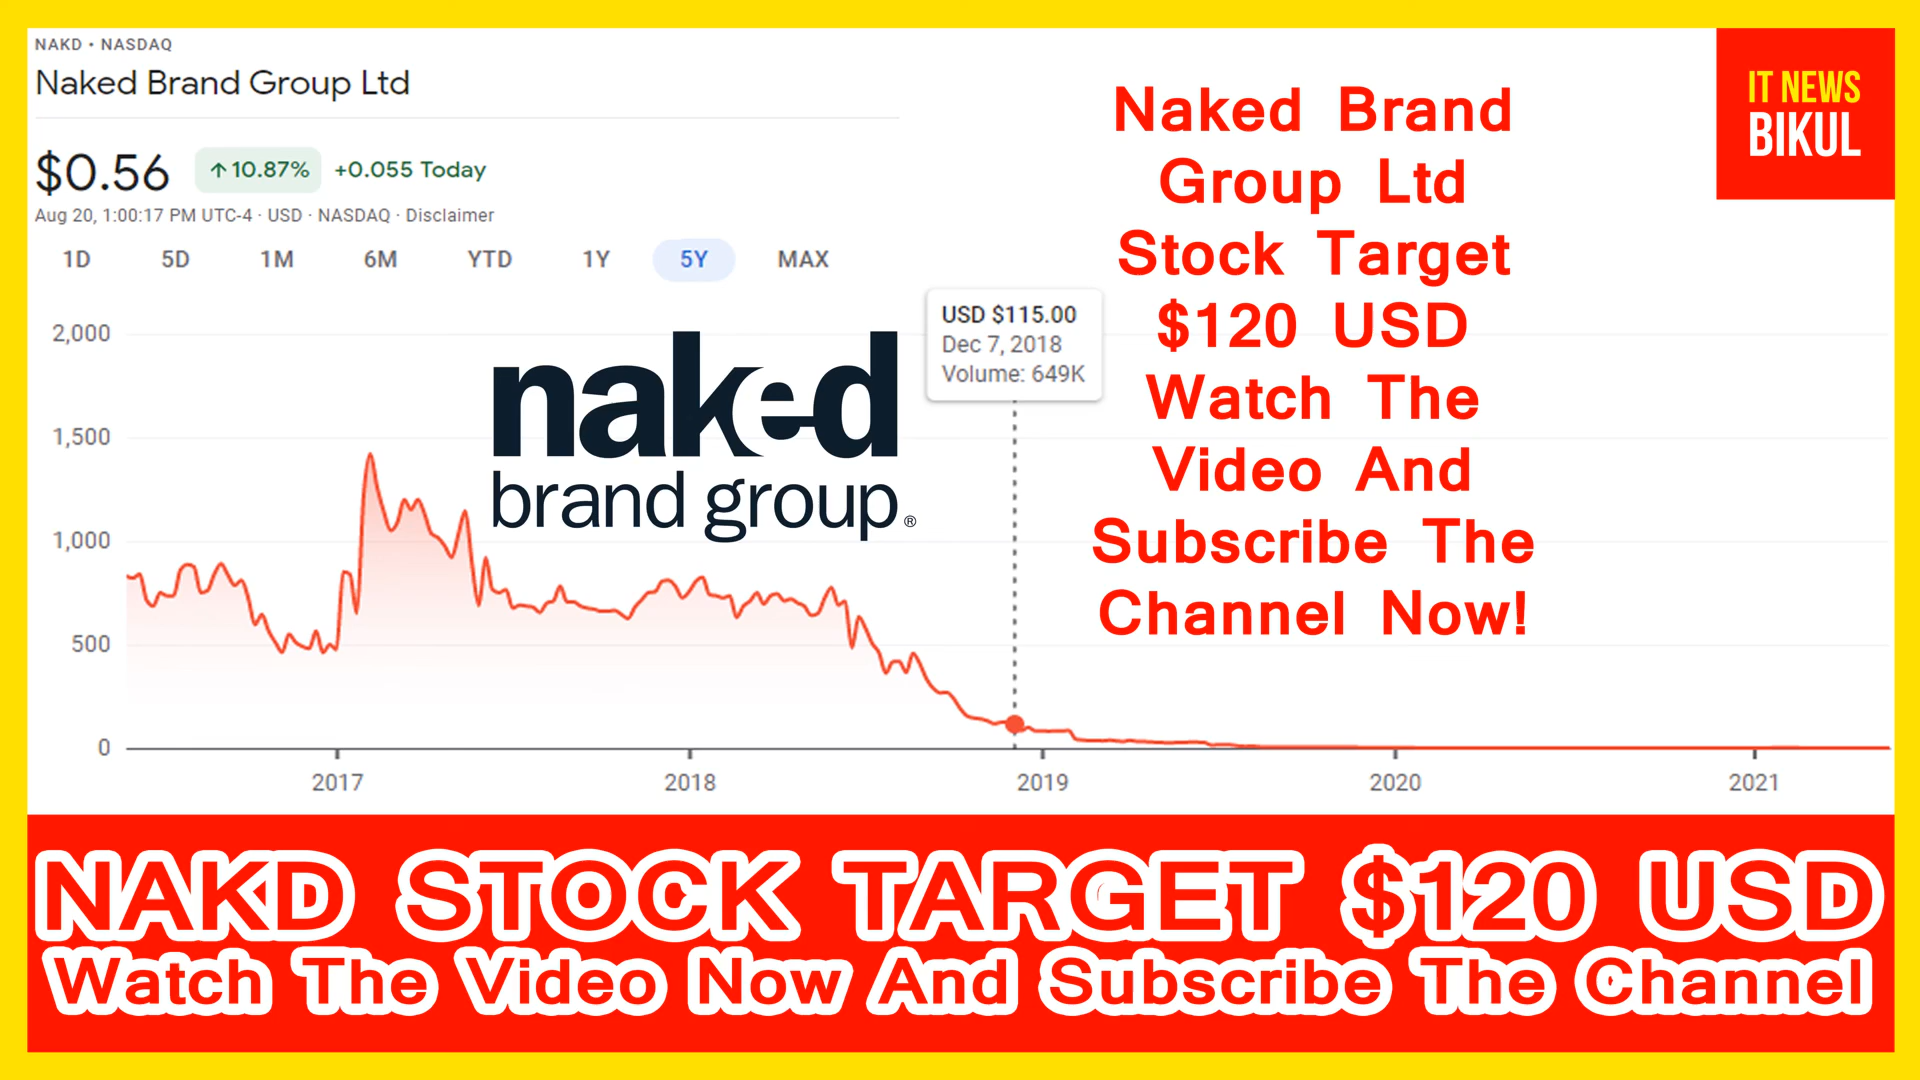 NAKD • NASDAQ
Naked Brand Group Ltd
$0.56 ↑10.87% +0.055 Today
Aug 20, 1:00:17 PM UTC-4 · USD · NASDAQ · Disclaimer
1D 5D 1M 6M YTD 1Y 5Y MAX
IT NEWS
BIKUL
Naked Brand
Group Ltd
Stock Target
$120 USD
Watch The
Video And
Subscribe The
Channel Now!
USD $115.00
Dec 7, 2018
Volume: 649K
naked
brand group®
2,000
1,500
1,000
500
0
2017 2018 2019 2020 2021
NAKD STOCK TARGET $120 USD
Watch The Video Now And Subscribe The Channel